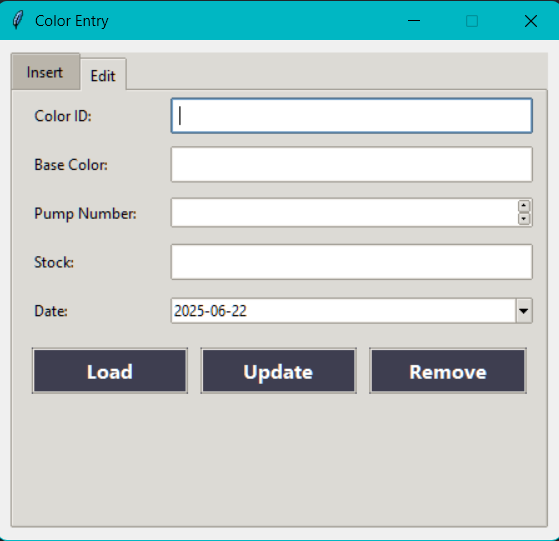 Color Entry
Insert Edit
Color ID:
Base Color:
Pump Number:
Stock:
Date: 2025-06-22
Load Update Remove